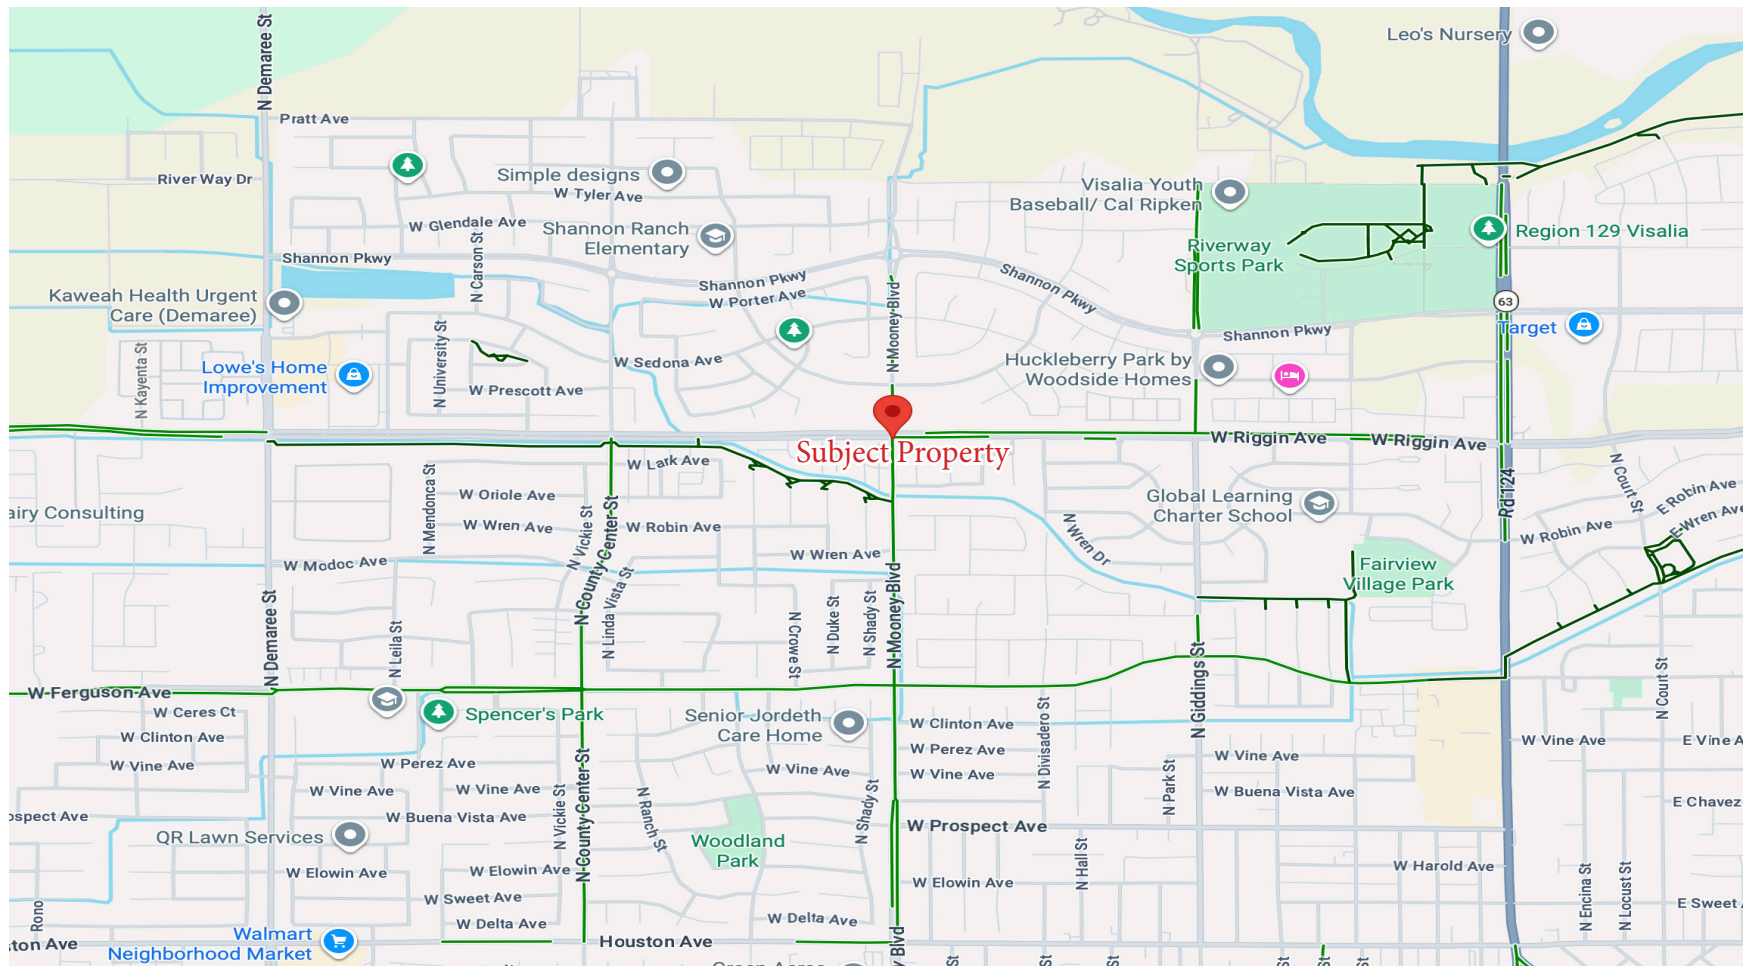 N Demaree St
Leo's Nursery
Pratt Ave
River Way Dr
Simple designs
W Tyler Ave
Visalia Youth
Baseball/ Cal Ripken
W Glendale Ave
Shannon Ranch
Elementary
N Carson St
Region 129 Visalia
Riverway
Sports Park
Shannon Pkwy
Shannon Pkwy
W Porter Ave
Shannon Pkwy
N Mooney Blvd
Kaweah Health Urgent
Care (Demaree)
63
Target
Shannon Pkwy
N University St
N Kayenta St
Lowe's Home
Improvement
W Sedona Ave
W Prescott Ave
Huckleberry Park by
Woodside Homes
Subject Property
W Riggin Ave
W Riggin Ave
W Lark Ave
N Mendonca St
W Oriole Ave
W Wren Ave
N Vickie St
N County Center St
W Robin Ave
N Wren Dr
Global Learning
Charter School
Rd 124
N Court St
E Robin Ave
W Robin Ave
E Wren Ave
airy Consulting
W Modoc Ave
W Wren Ave
N Linda Vista St
N Mooney Blvd
Fairview
Village Park
N Demaree St
N Leila St
N Crowe St
N Duke St
N Shady St
N Giddings St
N Court St
W Ferguson Ave
W Ceres Ct
Spencer's Park
Senior Jordeth
Care Home
W Clinton Ave
N Divisadero St
W Clinton Ave
W Perez Ave
W Vine Ave
W Vine Ave
E Vine A
W Vine Ave
W Perez Ave
W Vine Ave
W Vine Ave
W Vine Ave
N Vickie St
N County Center St
N Ranch St
N Shady St
N Park St
W Buena Vista Ave
E Chavez
ospect Ave
W Buena Vista Ave
W Prospect Ave
QR Lawn Services
Woodland
Park
N Hall St
W Harold Ave
W Elowin Ave
W Elowin Ave
W Elowin Ave
N Encina St
N Locust St
W Sweet Ave
E Sweet
Rono
W Delta Ave
W Delta Ave
Walmart
Neighborhood Market
ston Ave
Houston Ave
y Blvd
St
St
St
St
St
Green Acres